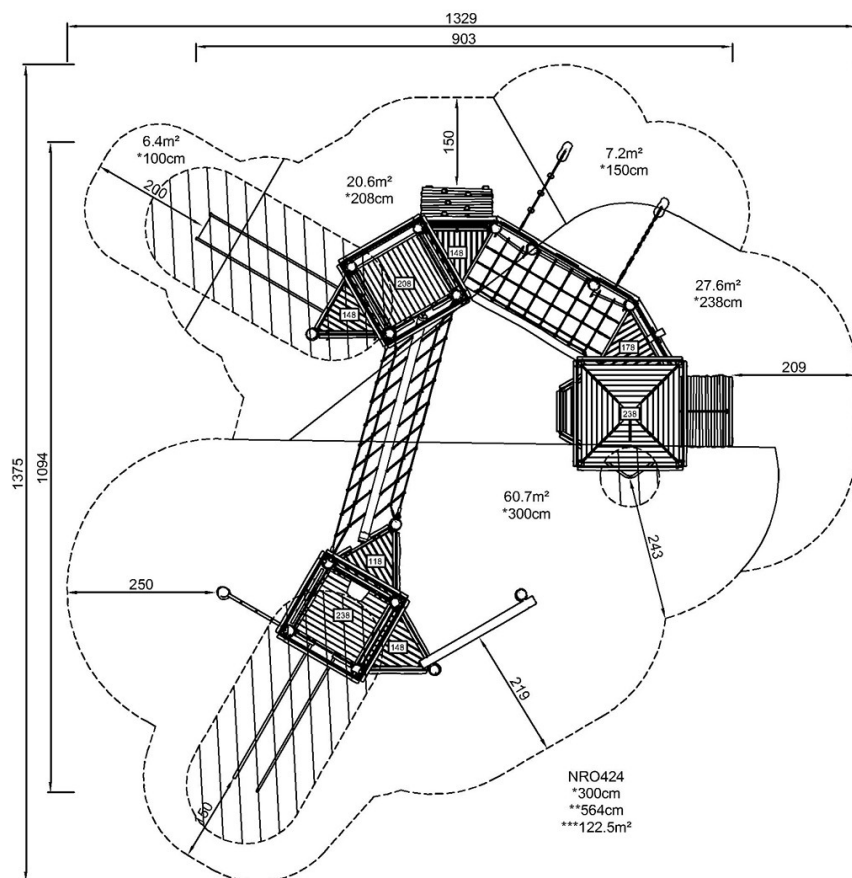 1329
903
6.4m²
*100cm
200
150
7.2m²
*150cm
20.6m²
*208cm
148
208
148
27.6m²
*238cm
178
209
238
1375
1094
60.7m²
*300cm
243
118
250
238
148
219
150
NRO424
*300cm
**564cm
***122.5m²